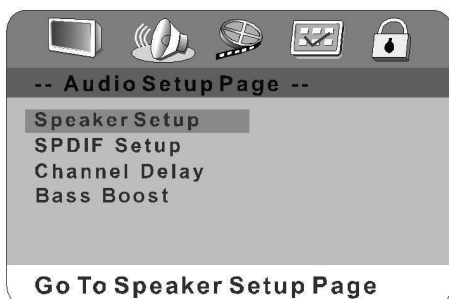 -- Audio Setup Page --
Speaker Setup
SPDIF Setup
Channel Delay
Bass Boost
Go To Speaker Setup Page